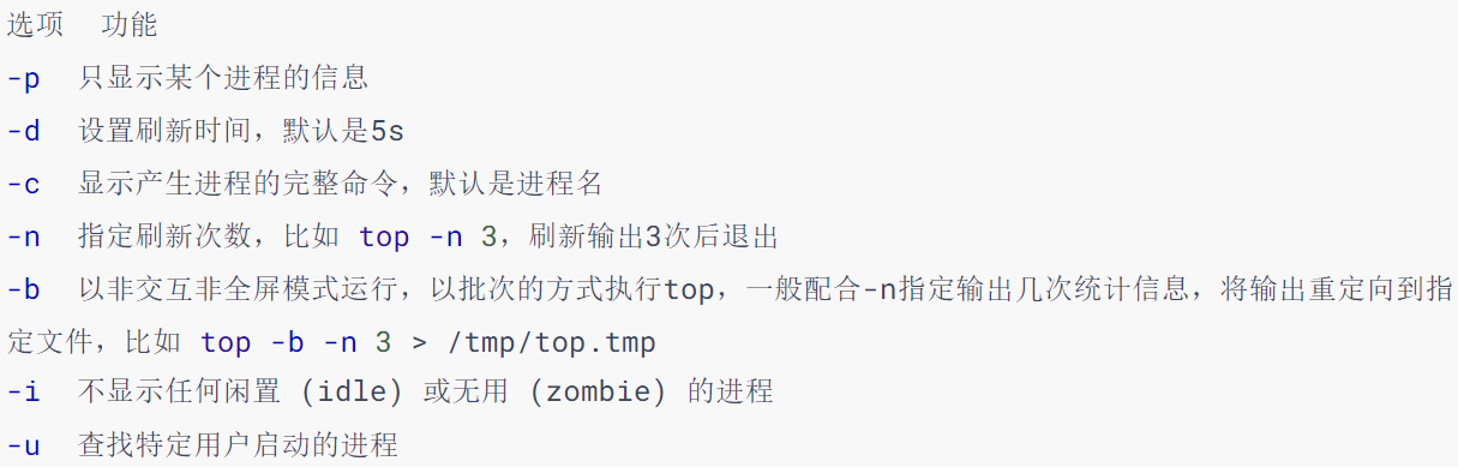 选项  功能
-p  只显示某个进程的信息
-d  设置刷新时间，默认是5s
-c  显示产生进程的完整命令，默认是进程名
-n  指定刷新次数，比如 top -n 3，刷新输出3次后退出
-b  以非交互非全屏模式运行，以批次的方式执行top，一般配合-n指定输出几次统计信息，将输出重定向到指
定文件，比如 top -b -n 3 > /tmp/top.tmp
-i  不显示任何闲置 (idle) 或无用 (zombie) 的进程
-u  查找特定用户启动的进程